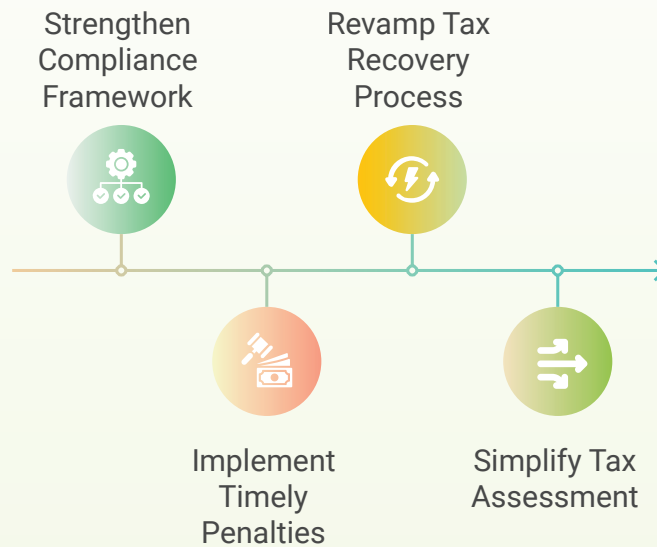 Strengthen
Compliance
Framework
Revamp Tax
Recovery
Process
Implement
Timely
Penalties
Simplify Tax
Assessment